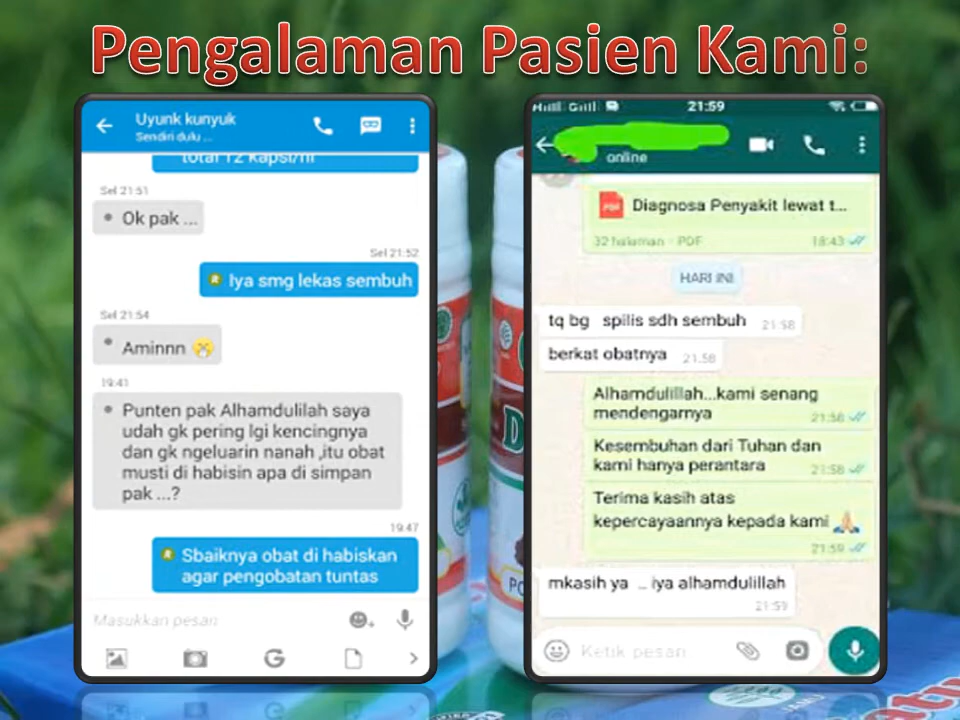 Pengalaman Pasien Kami:
Uyunk kunyuk
Sendiri dulu ...
total 12 kapsl/hr
Sel 21:51
Ok pak ...
Sel 21:52
Iya smg lekas sembuh
Sel 21:54
Aminnn
19:41
Punten pak Alhamdulilah saya
udah gk pering lgi kencingnya
dan gk ngeluarin nanah ,itu obat
musti di habisin apa di simpan
pak ...?
19.47
Sbaiknya obat di habiskan
agar pengobatan tuntas
Masukkan pesan
21:59
online
PDF
Diagnosa Penyakit lewat t...
32 halaman • PDF
18:43
HARI INI
tq bg spilis sdh sembuh
21:58
berkat obatnya
21.58
Alhamdulillah...kami senang
mendengarnya
21:58
Kesembuhan dari Tuhan dan
kami hanya perantara
21:58
Terima kasih atas
kepercayaannya kepada kami
21:59
mkasih ya ... iya alhamdulillah
21:59
Ketik pesan